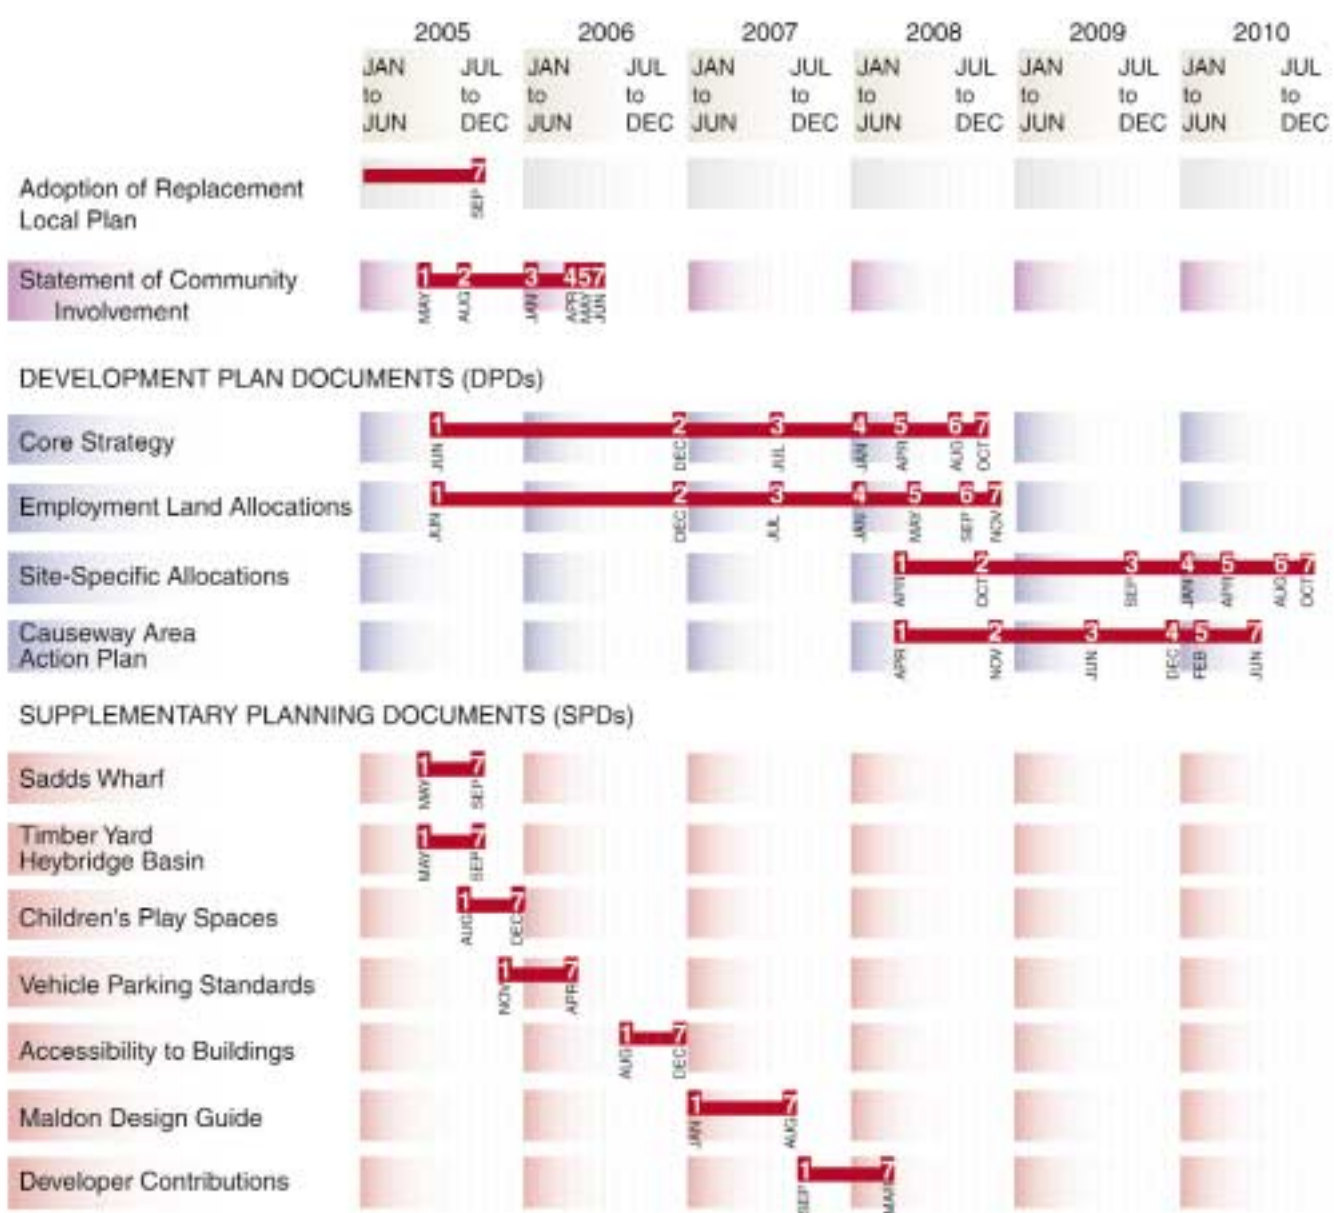 2005 2006 2007 2008 2009 2010
JAN JUL JAN JUL JAN JUL JAN JUL JAN JUL JAN JUL
to to to to to to to to to to to to
JUN DEC JUN DEC JUN DEC JUN DEC JUN DEC JUN DEC
7
Adoption of Replacement
Local Plan
SEP
1 2 3 4 5 7
Statement of Community
Involvement
MAY AUG JAN APR MAY JUN
DEVELOPMENT PLAN DOCUMENTS (DPDs)
1 2 3 4 5 6 7
Core Strategy
JUN DEC JUL JAN APR AUG OCT
1 2 3 4 5 6 7
Employment Land Allocations
JUN DEC JUL JAN MAY SEP NOV
1 2 3 4 5 6 7
Site-Specific Allocations
APR OCT SEP JAN APR AUG OCT
1 2 3 4 5 7
Causeway Area
Action Plan
APR NOV JUN DEC FEB JUN
SUPPLEMENTARY PLANNING DOCUMENTS (SPDs)
1 7
Sadds Wharf
MAY SEP
1 7
Timber Yard
Heybridge Basin
MAY SEP
1 7
Children's Play Spaces
AUG DEC
1 7
Vehicle Parking Standards
NOV APR
1 7
Accessibility to Buildings
AUG DEC
1 7
Maldon Design Guide
JAN AUG
1 7
Developer Contributions
SEP MAR